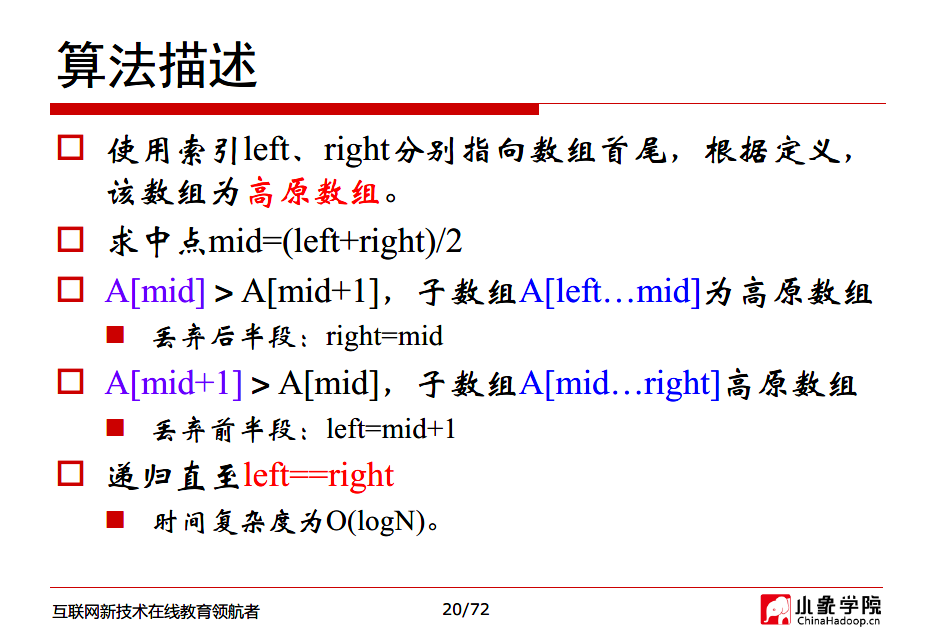 算法描述
使用索引left、right分别指向数组首尾，根据定义，
该数组为高原数组。
求中点mid=(left+right)/2
A[mid] > A[mid+1]，子数组A[left…mid]为高原数组
丢弃后半段：right=mid
A[mid+1] > A[mid]，子数组A[mid…right]高原数组
丢弃前半段：left=mid+1
递归直至left==right
时间复杂度为O(logN)。
互联网新技术在线教育领航者
20/72
小象学院
ChinaHadoop.cn